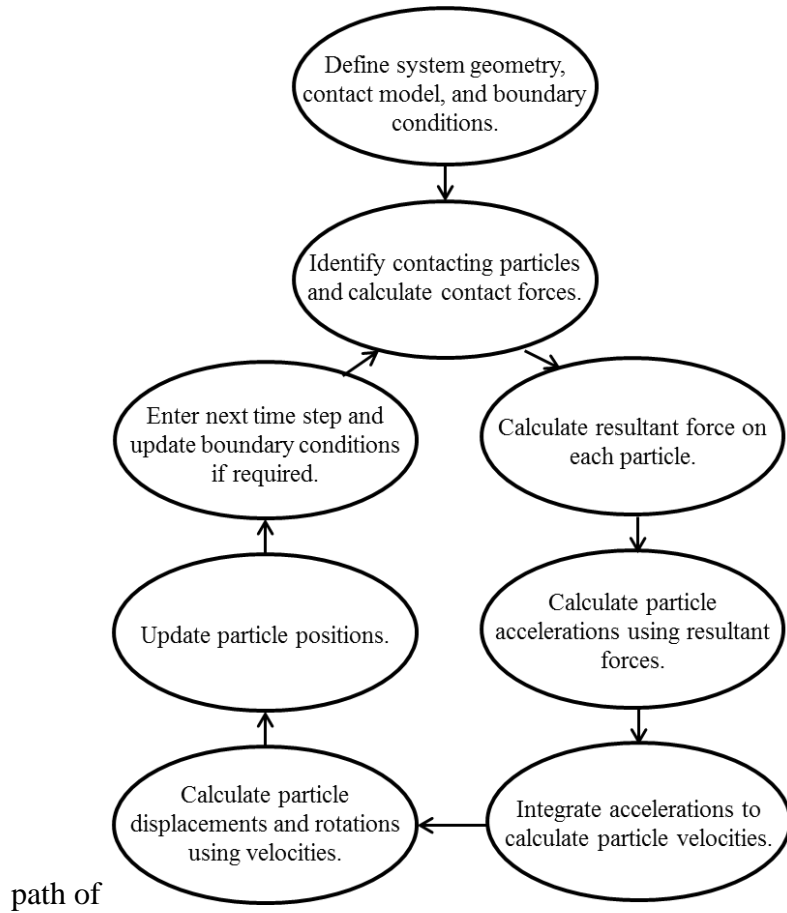 Define system geometry,
contact model, and boundary
conditions.
Identify contacting particles
and calculate contact forces.
Calculate resultant force on
each particle.
Calculate particle
accelerations using resultant
forces.
Integrate accelerations to
calculate particle velocities.
Calculate particle
displacements and rotations
using velocities.
Update particle positions.
Enter next time step and
update boundary conditions
if required.
path of